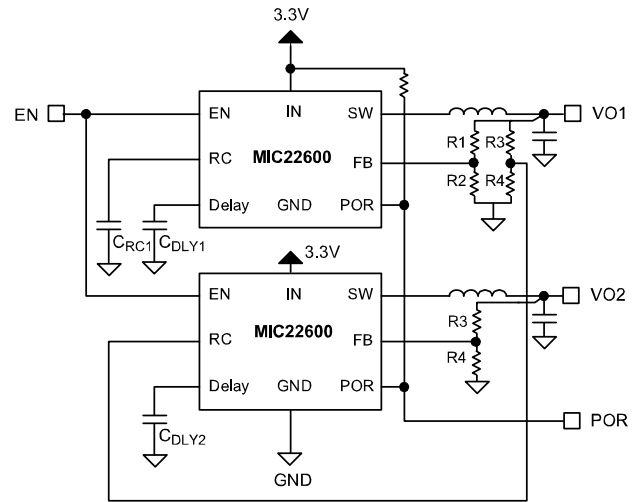 3.3V
EN
EN
IN
SW
VO1
RC
MIC22600
FB
R1
R3
R2
R4
Delay
GND
POR
CRC1
CDLY1
3.3V
EN
IN
SW
VO2
RC
MIC22600
FB
R3
R4
Delay
GND
POR
CDLY2
POR
GND